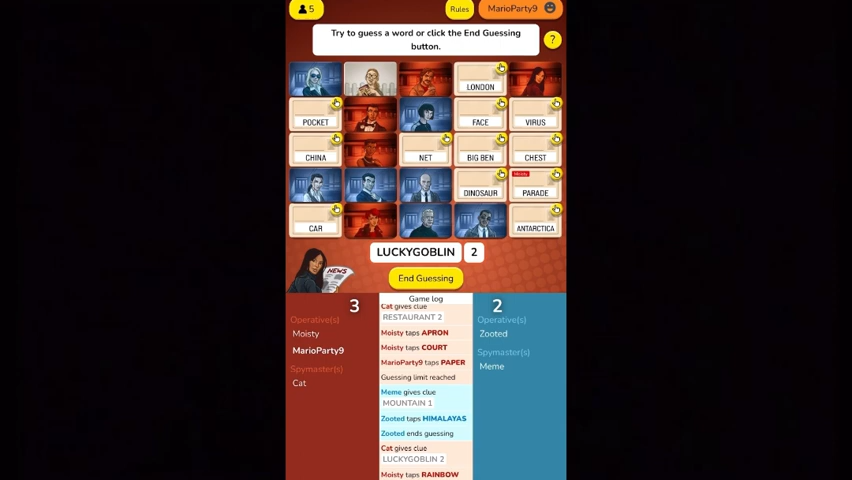 5
Rules
MarioParty9
Try to guess a word or click the End Guessing
button.
?
LONDON
POCKET
FACE
VIRUS
CHINA
NET
BIG BEN
CHEST
DINOSAUR
Moisty
PARADE
CAR
ANTARCTICA
LUCKYGOBLIN
2
NEWS
End Guessing
3
Operative(s)
Moisty
MarioParty9
Spymaster(s)
Cat
Game log
Cat gives clue
RESTAURANT 2
Moisty taps APRON
Moisty taps COURT
MarioParty9 taps PAPER
Guessing limit reached
Meme gives clue
MOUNTAIN 1
Zooted taps HIMALAYAS
Zooted ends guessing
Cat gives clue
LUCKYGOBLIN 2
Moisty taps RAINBOW
2
Operative(s)
Zooted
Spymaster(s)
Meme